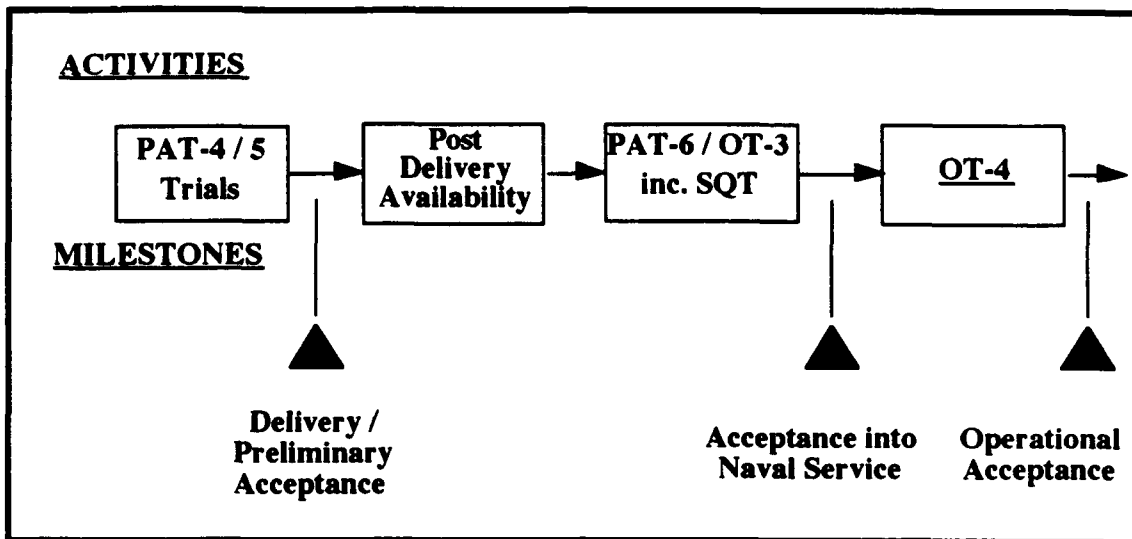 ACTIVITIES
PAT-4 / 5
Trials
Post
Delivery
Availability
PAT-6 / OT-3
inc. SQT
OT-4
MILESTONES
Delivery /
Preliminary
Acceptance
Acceptance into
Naval Service
Operational
Acceptance